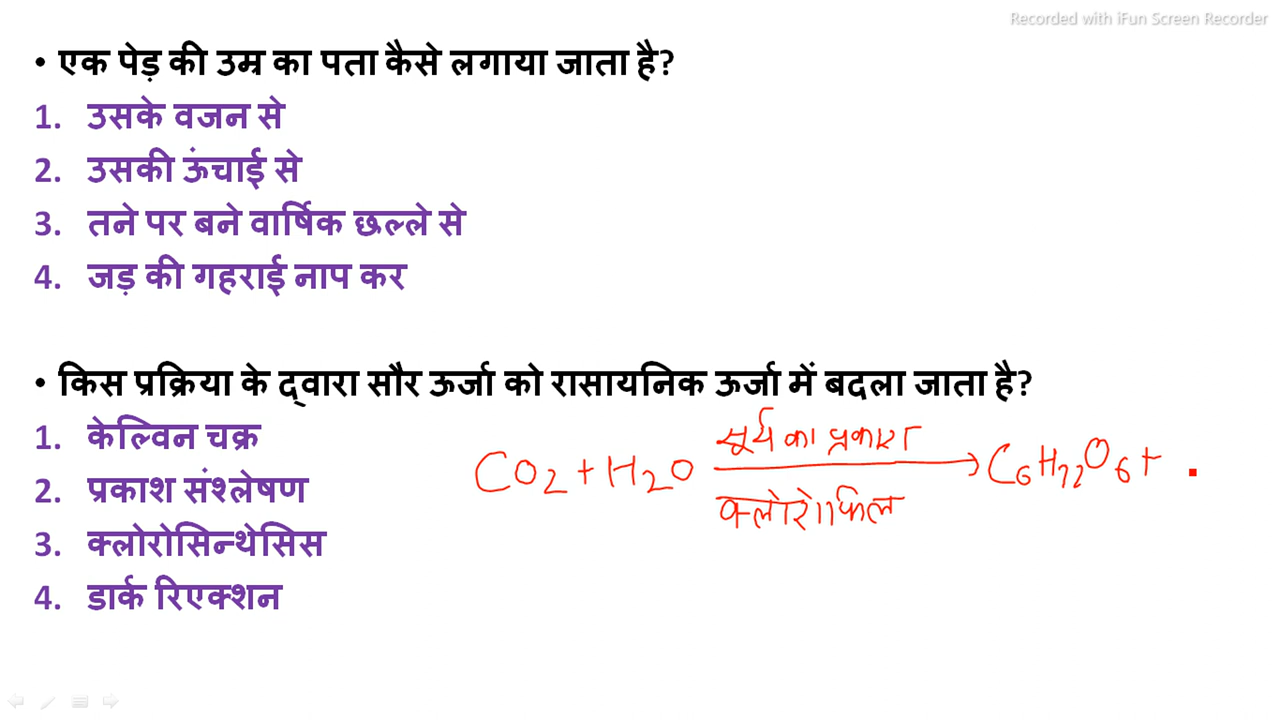 Recorded with iFun Screen Recorder
• एक पेड़ की उम्र का पता कैसे लगाया जाता है?
1. उसके वजन से
2. उसकी ऊंचाई से
3. तने पर बने वार्षिक छल्ले से
4. जड़ की गहराई नाप कर
• किस प्रक्रिया के द्वारा सौर ऊर्जा को रासायनिक ऊर्जा में बदला जाता है?
1. केल्विन चक्र
2. प्रकाश संश्लेषण
3. क्लोरोसिन्थेसिस
4. डार्क रिएक्शन
सूर्य का प्रकाश
CO2 + H2O → C6H22O6 +
क्लोरोफिल